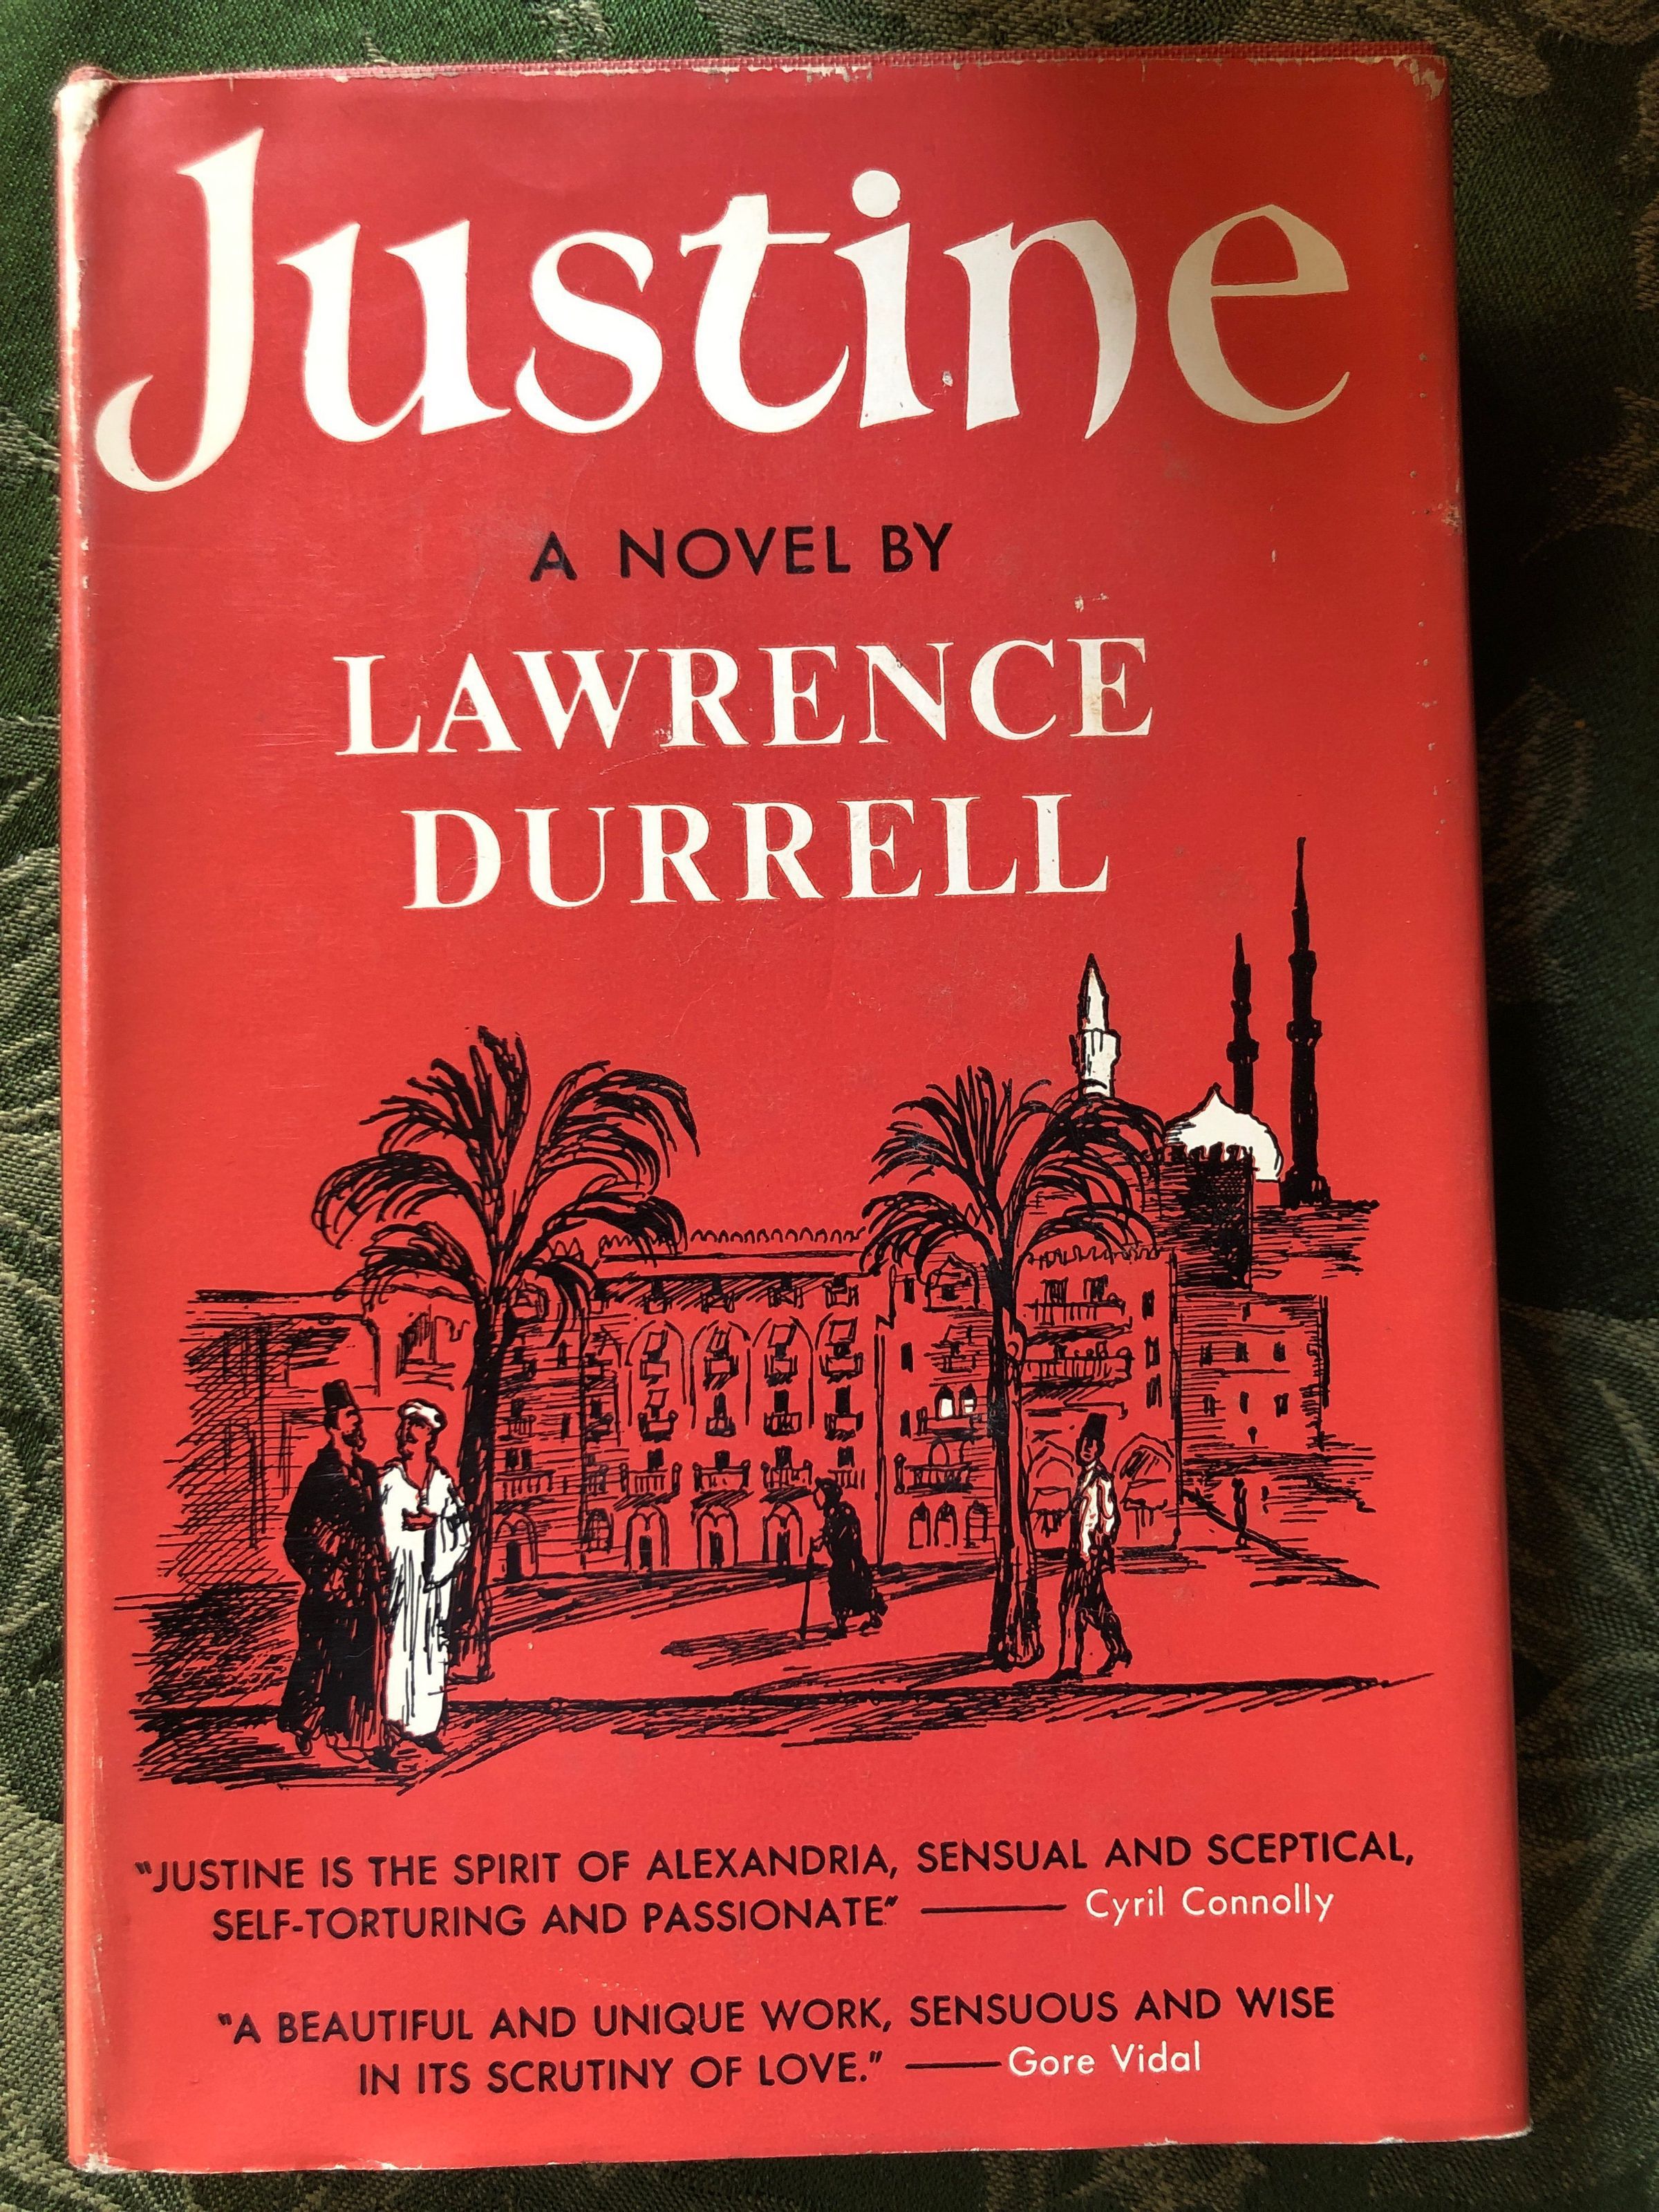 Justine
A NOVEL BY
LAWRENCE
DURRELL
"JUSTINE IS THE SPIRIT OF ALEXANDRIA, SENSUAL AND SCEPTICAL,
SELF-TORTURING AND PASSIONATE." —— Cyril Connolly
"A BEAUTIFUL AND UNIQUE WORK, SENSUOUS AND WISE
IN ITS SCRUTINY OF LOVE." —— Gore Vidal